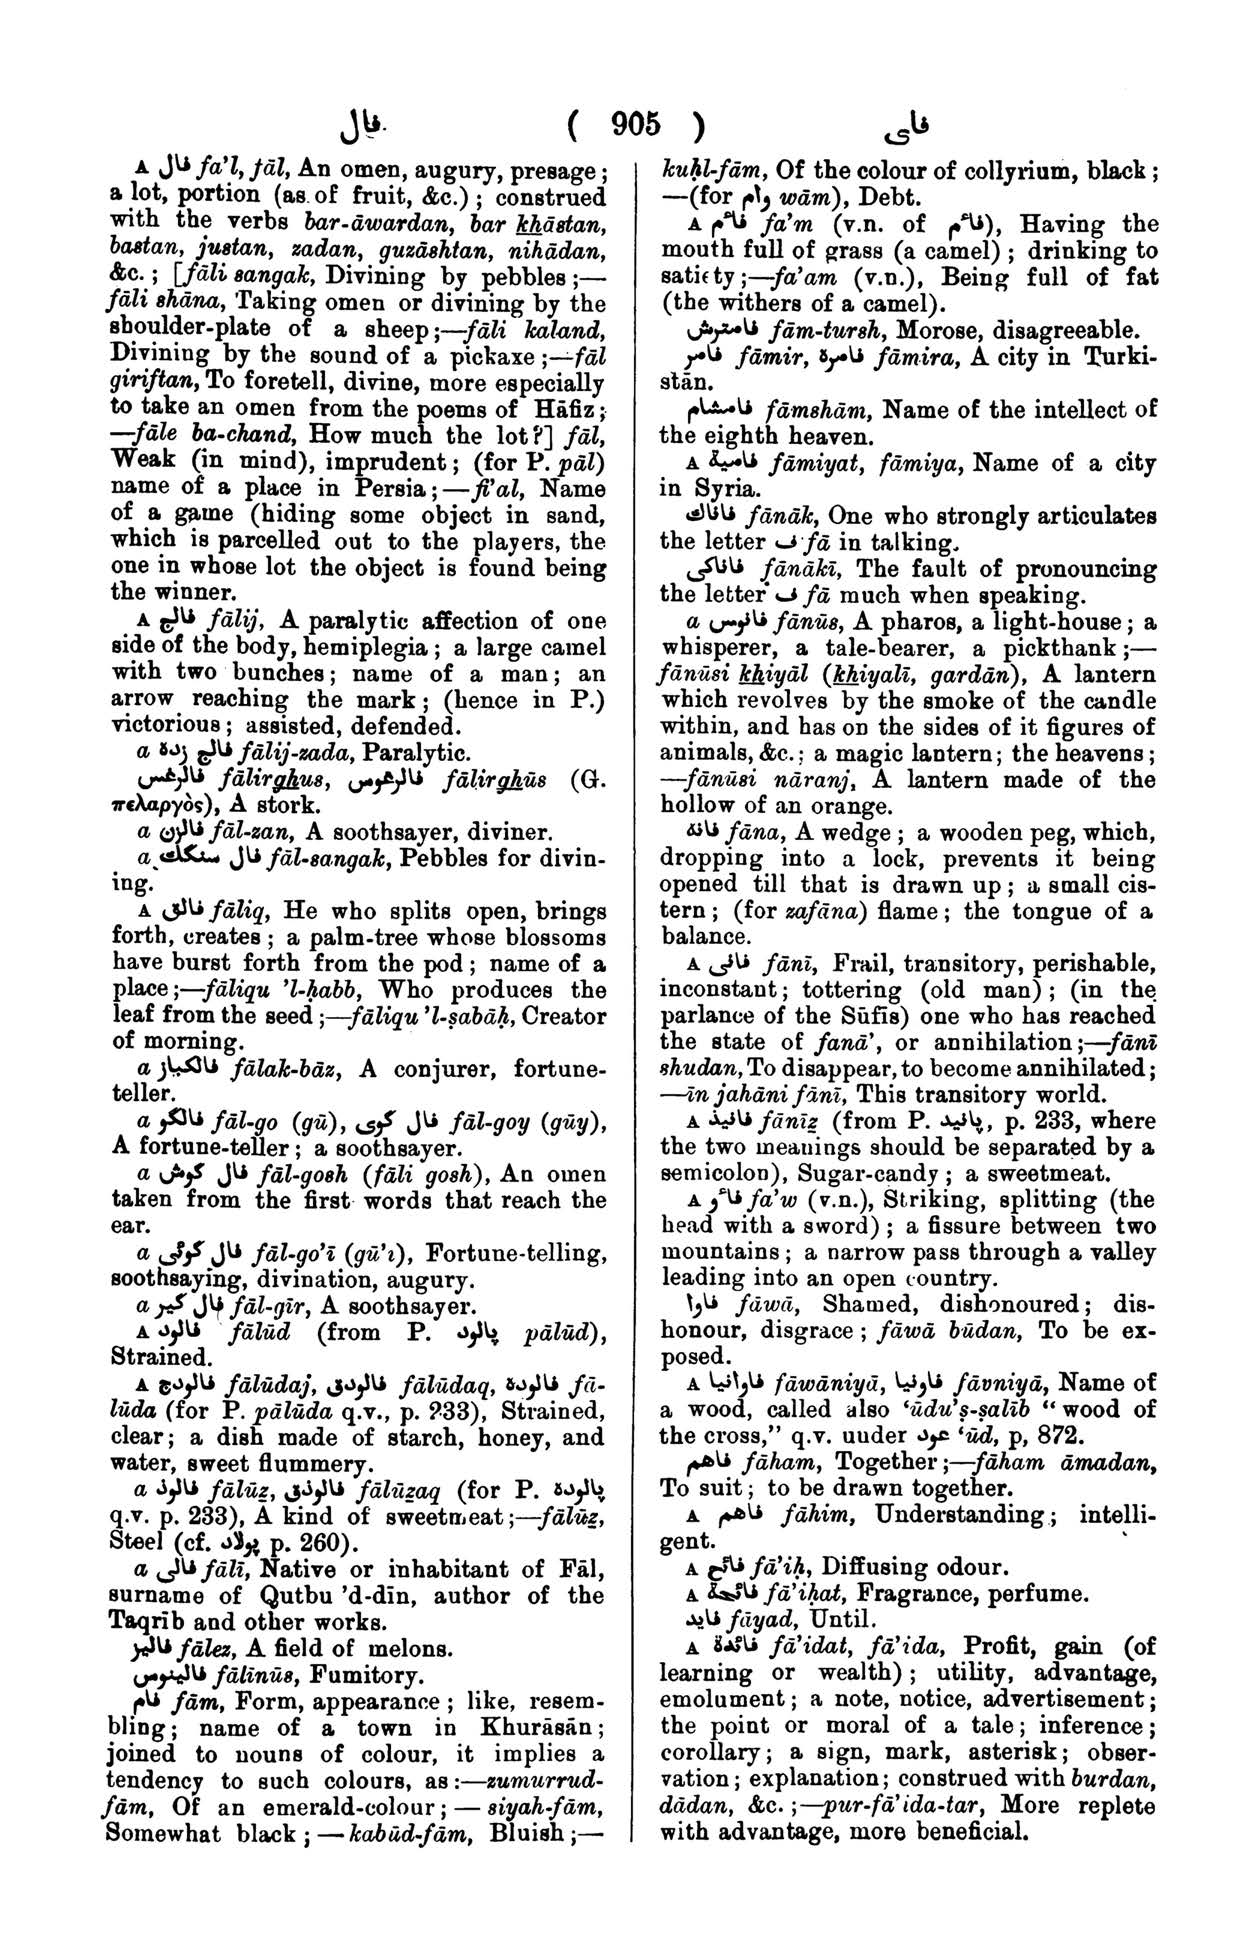 فال ( 905 ) فای
A فال fa’l, fāl, An omen, augury, presage ;
a lot, portion (as of fruit, &c.) ; construed
with the verbs bar-āwardan, bar khāstan,
bastan, justan, zadan, guzāshtan, nihādan,
&c. ; [fāli sangak, Divining by pebbles ;—
fāli shāna, Taking omen or divining by the
shoulder-plate of a sheep ;—fāli kaland,
Divining by the sound of a pickaxe ;—fāl
giriftan, To foretell, divine, more especially
to take an omen from the poems of Hāfiz ;
—fāle ba-chand, How much the lot ?] fāl,
Weak (in mind), imprudent ; (for P. pāl)
name of a place in Persia ;—fi’al, Name
of a game (hiding some object in sand,
which is parcelled out to the players, the
one in whose lot the object is found being
the winner.
A فالج fālij, A paralytic affection of one
side of the body, hemiplegia ; a large camel
with two bunches ; name of a man ; an
arrow reaching the mark ; (hence in P.)
victorious ; assisted, defended.
a فالج زده fālij-zada, Paralytic.
فالرغس fālirghus, فالرغوس fālirghūs (G.
πελαργὸς), A stork.
a فالزن fāl-zan, A soothsayer, diviner.
a فال سنگك fāl-sangak, Pebbles for divin-
ing.
A فالق fāliq, He who splits open, brings
forth, creates ; a palm-tree whose blossoms
have burst forth from the pod ; name of a
place ;—fāliqu ’l-ḥabb, Who produces the
leaf from the seed ;—fāliqu ’l-ṣabāḥ, Creator
of morning.
a فالكباز fālak-bāz, A conjurer, fortune-
teller.
a فالگو fāl-go (gū), فال گوی fāl-goy (gūy),
A fortune-teller ; a soothsayer.
a فال گوش fāl-gosh (fāli gosh), An omen
taken from the first words that reach the
ear.
a فال گوئی fāl-go’ī (gū’ī), Fortune-telling,
soothsaying, divination, augury.
a فال گیر fāl-gīr, A soothsayer.
A فالود fālūd (from P. پالود pālūd),
Strained.
A فالودج fālūdaj, فالودق fālūdaq, فالوده fā-
lūda (for P. pālūda q.v., p. 233), Strained,
clear ; a dish made of starch, honey, and
water, sweet flummery.
a فالوذ fālūẕ, فالوذق fālūẕaq (for P. پالوده
q.v. p. 233), A kind of sweetmeat ;—fālūẕ,
Steel (cf. پولاد p. 260).
a فالی fālī, Native or inhabitant of Fāl,
surname of Qutbu ’d-dīn, author of the
Taqrīb and other works.
فالیز fālez, A field of melons.
فالینوس fālīnūs, Fumitory.
فام fām, Form, appearance ; like, resem-
bling ; name of a town in Khurāsān ;
joined to nouns of colour, it implies a
tendency to such colours, as :—zumurrud-
fām, Of an emerald-colour ;—siyah-fām,
Somewhat black ;—kabūd-fām, Bluish ;—
kuḥl-fām, Of the colour of collyrium, black ;
—(for وام wām), Debt.
A فأم fa’m (v.n. of فأم), Having the
mouth full of grass (a camel) ; drinking to
satiety ;—fa’am (v.n.), Being full of fat
(the withers of a camel).
فامترش fām-tursh, Morose, disagreeable.
فامر fāmir, فامره fāmira, A city in Turki-
stān.
فامشام fāmshām, Name of the intellect of
the eighth heaven.
A فامیة fāmiyat, fāmiya, Name of a city
in Syria.
فاناك fānāk, One who strongly articulates
the letter ف fā in talking.
فاناکی fānākī, The fault of pronouncing
the letter ف fā much when speaking.
a فانوس fānūs, A pharos, a light-house ; a
whisperer, a tale-bearer, a pickthank ;—
fānūsi khiyāl (khiyalī, gardān), A lantern
which revolves by the smoke of the candle
within, and has on the sides of it figures of
animals, &c. ; a magic lantern ; the heavens ;
—fānūsi nāranj, A lantern made of the
hollow of an orange.
فانه fāna, A wedge ; a wooden peg, which,
dropping into a lock, prevents it being
opened till that is drawn up ; a small cis-
tern ; (for zafāna) flame ; the tongue of a
balance.
A فانی fānī, Frail, transitory, perishable,
inconstant ; tottering (old man) ; (in the
parlance of the Sūfīs) one who has reached
the state of fanā’, or annihilation ;—fānī
shudan, To disappear, to become annihilated ;
—īn jahāni fānī, This transitory world.
A فانیذ fānīẕ (from P. پانید, p. 233, where
the two meanings should be separated by a
semicolon), Sugar-candy ; a sweetmeat.
A فأو fa’w (v.n.), Striking, splitting (the
head with a sword) ; a fissure between two
mountains ; a narrow pass through a valley
leading into an open country.
فاوا fāwā, Shamed, dishonoured ; dis-
honour, disgrace ; fāwā būdan, To be ex-
posed.
A فاوانیا fāwāniyā, فاونیا fāvniyā, Name of
a wood, called also ‘ūdu’ṣ-ṣalīb “ wood of
the cross,” q.v. under عود ‘ūd, p, 872.
فاهم fāham, Together ;—fāham āmadan,
To suit ; to be drawn together.
A فاهم fāhim, Understanding ; intelli-
gent.
A فائح fā’iḥ, Diffusing odour.
A فائحة fā’iḥat, Fragrance, perfume.
فاید fāyad, Until.
A فائدة fā’idat, fā’ida, Profit, gain (of
learning or wealth) ; utility, advantage,
emolument ; a note, notice, advertisement ;
the point or moral of a tale ; inference ;
corollary ; a sign, mark, asterisk ; obser-
vation ; explanation ; construed with burdan,
dādan, &c. ;—pur-fā’ida-tar, More replete
with advantage, more beneficial.